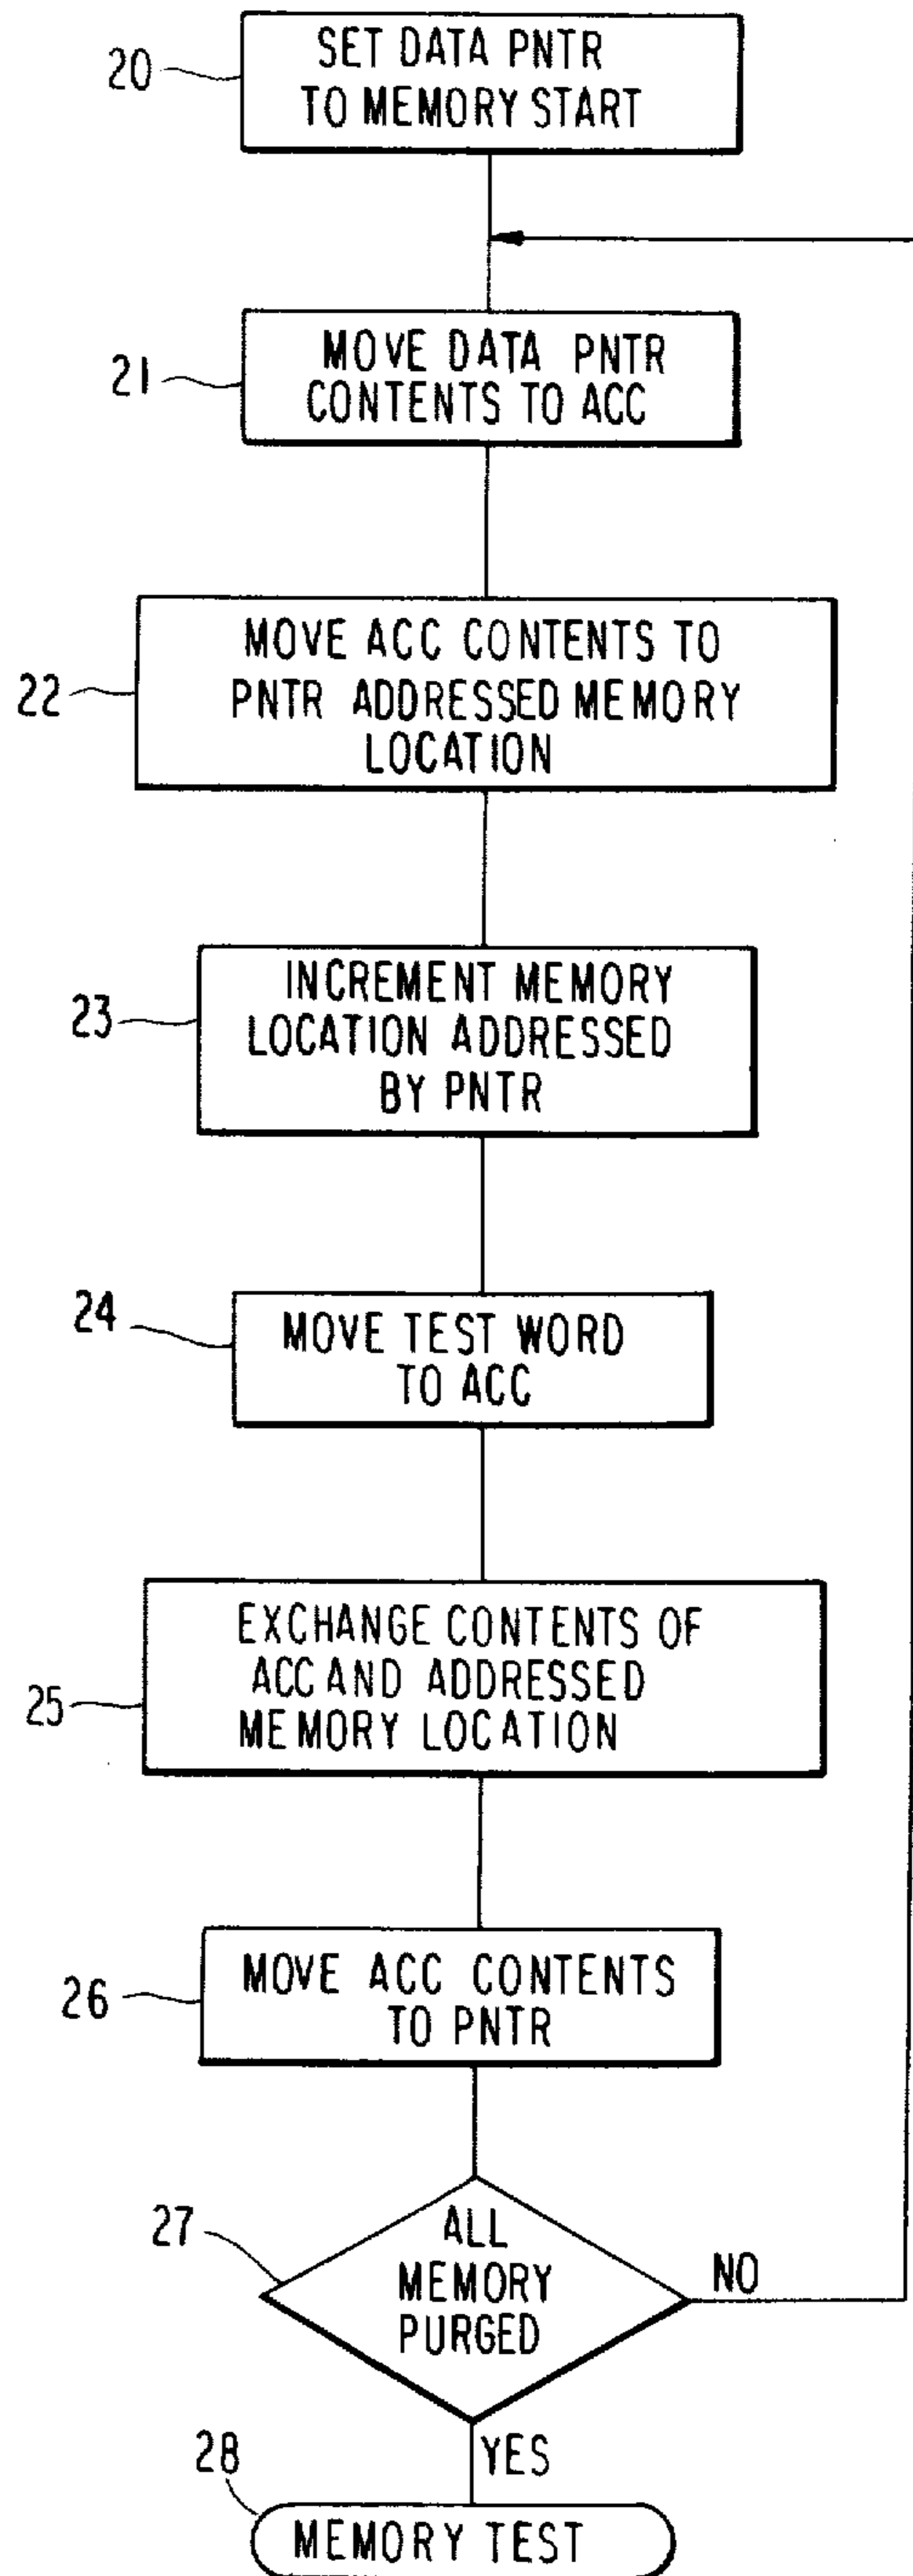 20
SET DATA PNTR
TO MEMORY START
21
MOVE DATA PNTR
CONTENTS TO ACC
22
MOVE ACC CONTENTS TO
PNTR ADDRESSED MEMORY
LOCATION
23
INCREMENT MEMORY
LOCATION ADDRESSED
BY PNTR
24
MOVE TEST WORD
TO ACC
25
EXCHANGE CONTENTS OF
ACC AND ADDRESSED
MEMORY LOCATION
26
MOVE ACC CONTENTS
TO PNTR
27
ALL
MEMORY
PURGED
NO
YES
28
MEMORY TEST